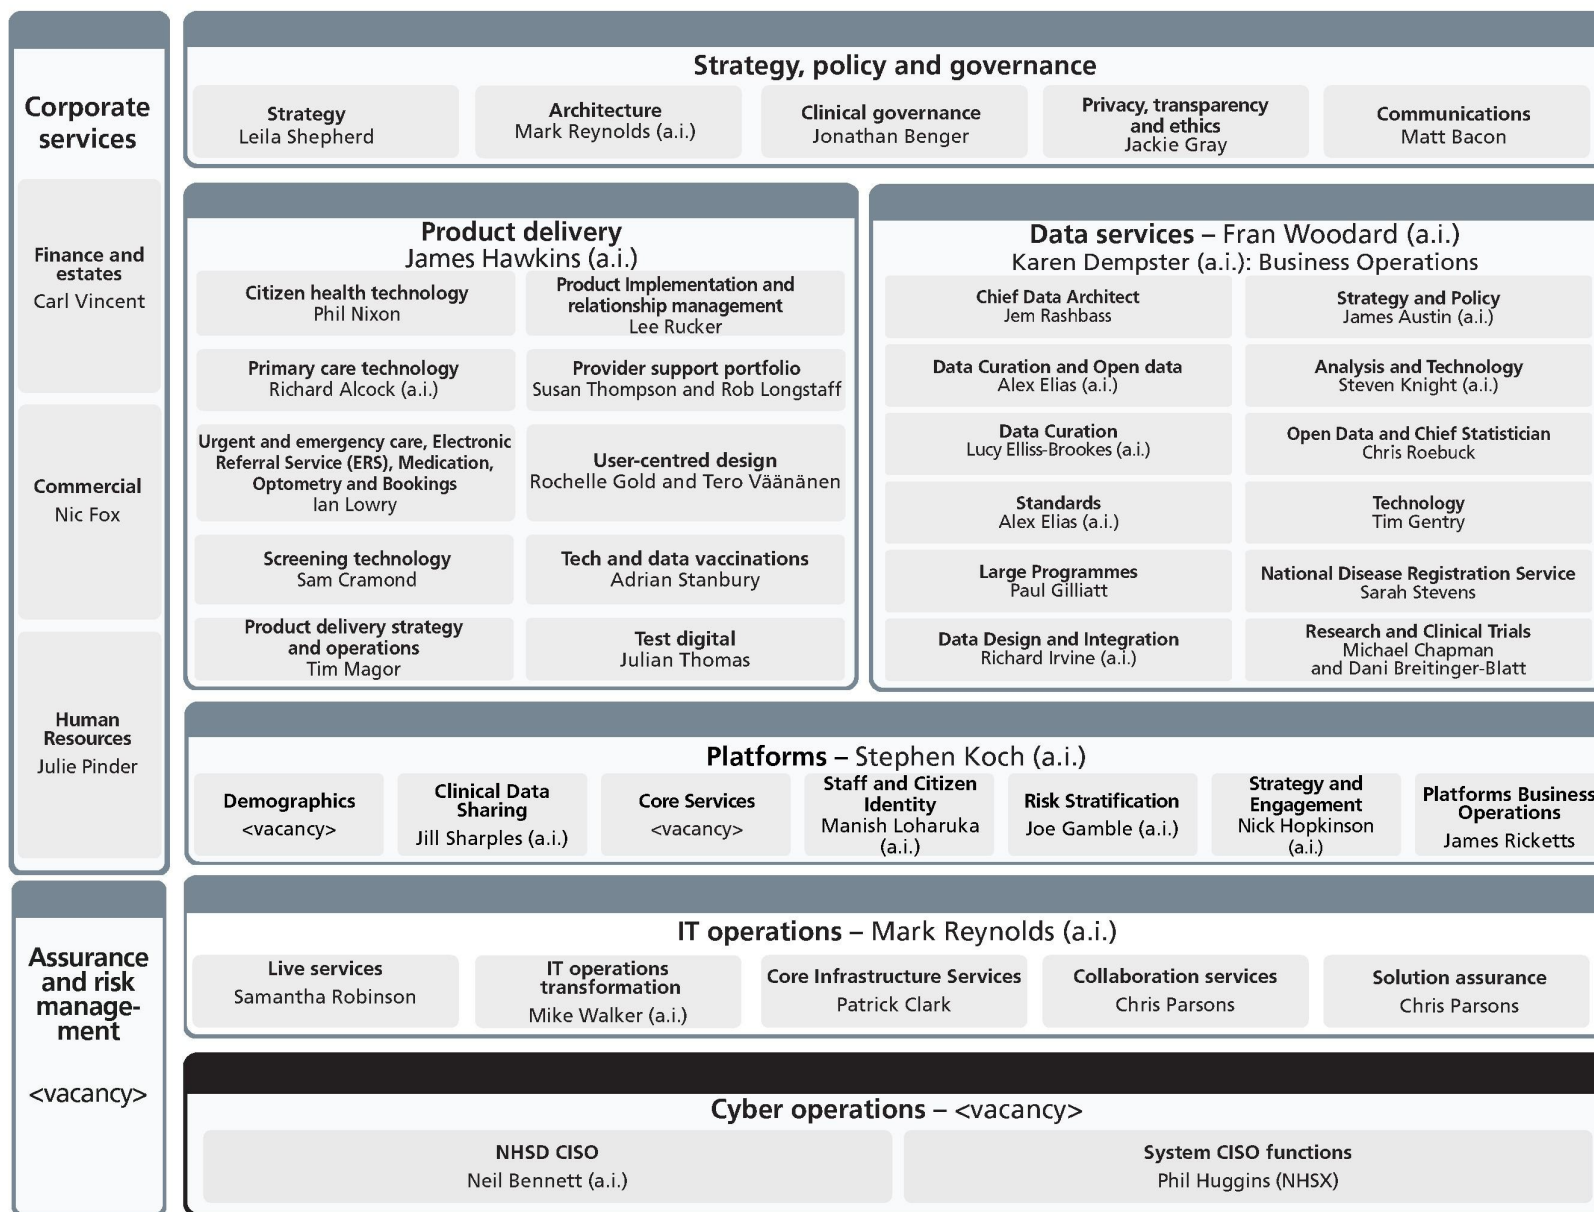 Corporate
services
Finance and
estates
Carl Vincent
Commercial
Nic Fox
Human
Resources
Julie Pinder
Assurance
and risk
manage-
ment
<vacancy>
Strategy, policy and governance
Strategy
Leila Shepherd
Architecture
Mark Reynolds (a.i.)
Clinical governance
Jonathan Benger
Privacy, transparency
and ethics
Jackie Gray
Communications
Matt Bacon
Product delivery
James Hawkins (a.i.)
Citizen health technology
Phil Nixon
Product Implementation and
relationship management
Lee Rucker
Primary care technology
Richard Alcock (a.i.)
Provider support portfolio
Susan Thompson and Rob Longstaff
Urgent and emergency care, Electronic
Referral Service (ERS), Medication,
Optometry and Bookings
Ian Lowry
User-centred design
Rochelle Gold and Tero Väänänen
Screening technology
Sam Cramond
Tech and data vaccinations
Adrian Stanbury
Product delivery strategy
and operations
Tim Magor
Test digital
Julian Thomas
Data services – Fran Woodard (a.i.)
Karen Dempster (a.i.): Business Operations
Chief Data Architect
Jem Rashbass
Strategy and Policy
James Austin (a.i.)
Data Curation and Open data
Alex Elias (a.i.)
Analysis and Technology
Steven Knight (a.i.)
Data Curation
Lucy Elliss-Brookes (a.i.)
Open Data and Chief Statistician
Chris Roebuck
Standards
Alex Elias (a.i.)
Technology
Tim Gentry
Large Programmes
Paul Gilliatt
National Disease Registration Service
Sarah Stevens
Data Design and Integration
Richard Irvine (a.i.)
Research and Clinical Trials
Michael Chapman
and Dani Breitinger-Blatt
Platforms – Stephen Koch (a.i.)
Demographics
<vacancy>
Clinical Data
Sharing
Jill Sharples (a.i.)
Core Services
<vacancy>
Staff and Citizen
Identity
Manish Loharuka
(a.i.)
Risk Stratification
Joe Gamble (a.i.)
Strategy and
Engagement
Nick Hopkinson
(a.i.)
Platforms Business
Operations
James Ricketts
IT operations – Mark Reynolds (a.i.)
Live services
Samantha Robinson
IT operations
transformation
Mike Walker (a.i.)
Core Infrastructure Services
Patrick Clark
Collaboration services
Chris Parsons
Solution assurance
Chris Parsons
Cyber operations – <vacancy>
NHSD CISO
Neil Bennett (a.i.)
System CISO functions
Phil Huggins (NHSX)